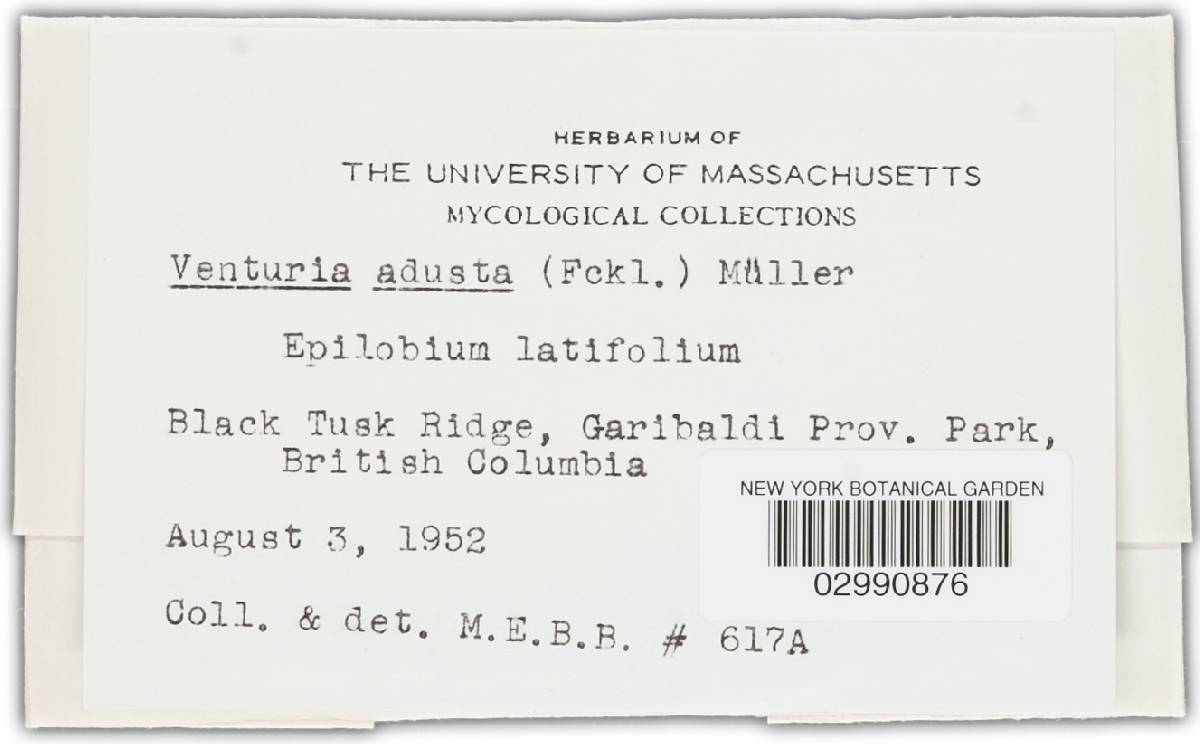 HERBARIUM OF
THE UNIVERSITY OF MASSACHUSETTS
MYCOLOGICAL COLLECTIONS
Venturia adusta (Fckl.) Müller
Epilobium latifolium
Black Tusk Ridge, Garibaldi Prov. Park,
British Columbia
NEW YORK BOTANICAL GARDEN
02990876
August 3, 1952
Coll. & det. M.E.B.B. # 617A